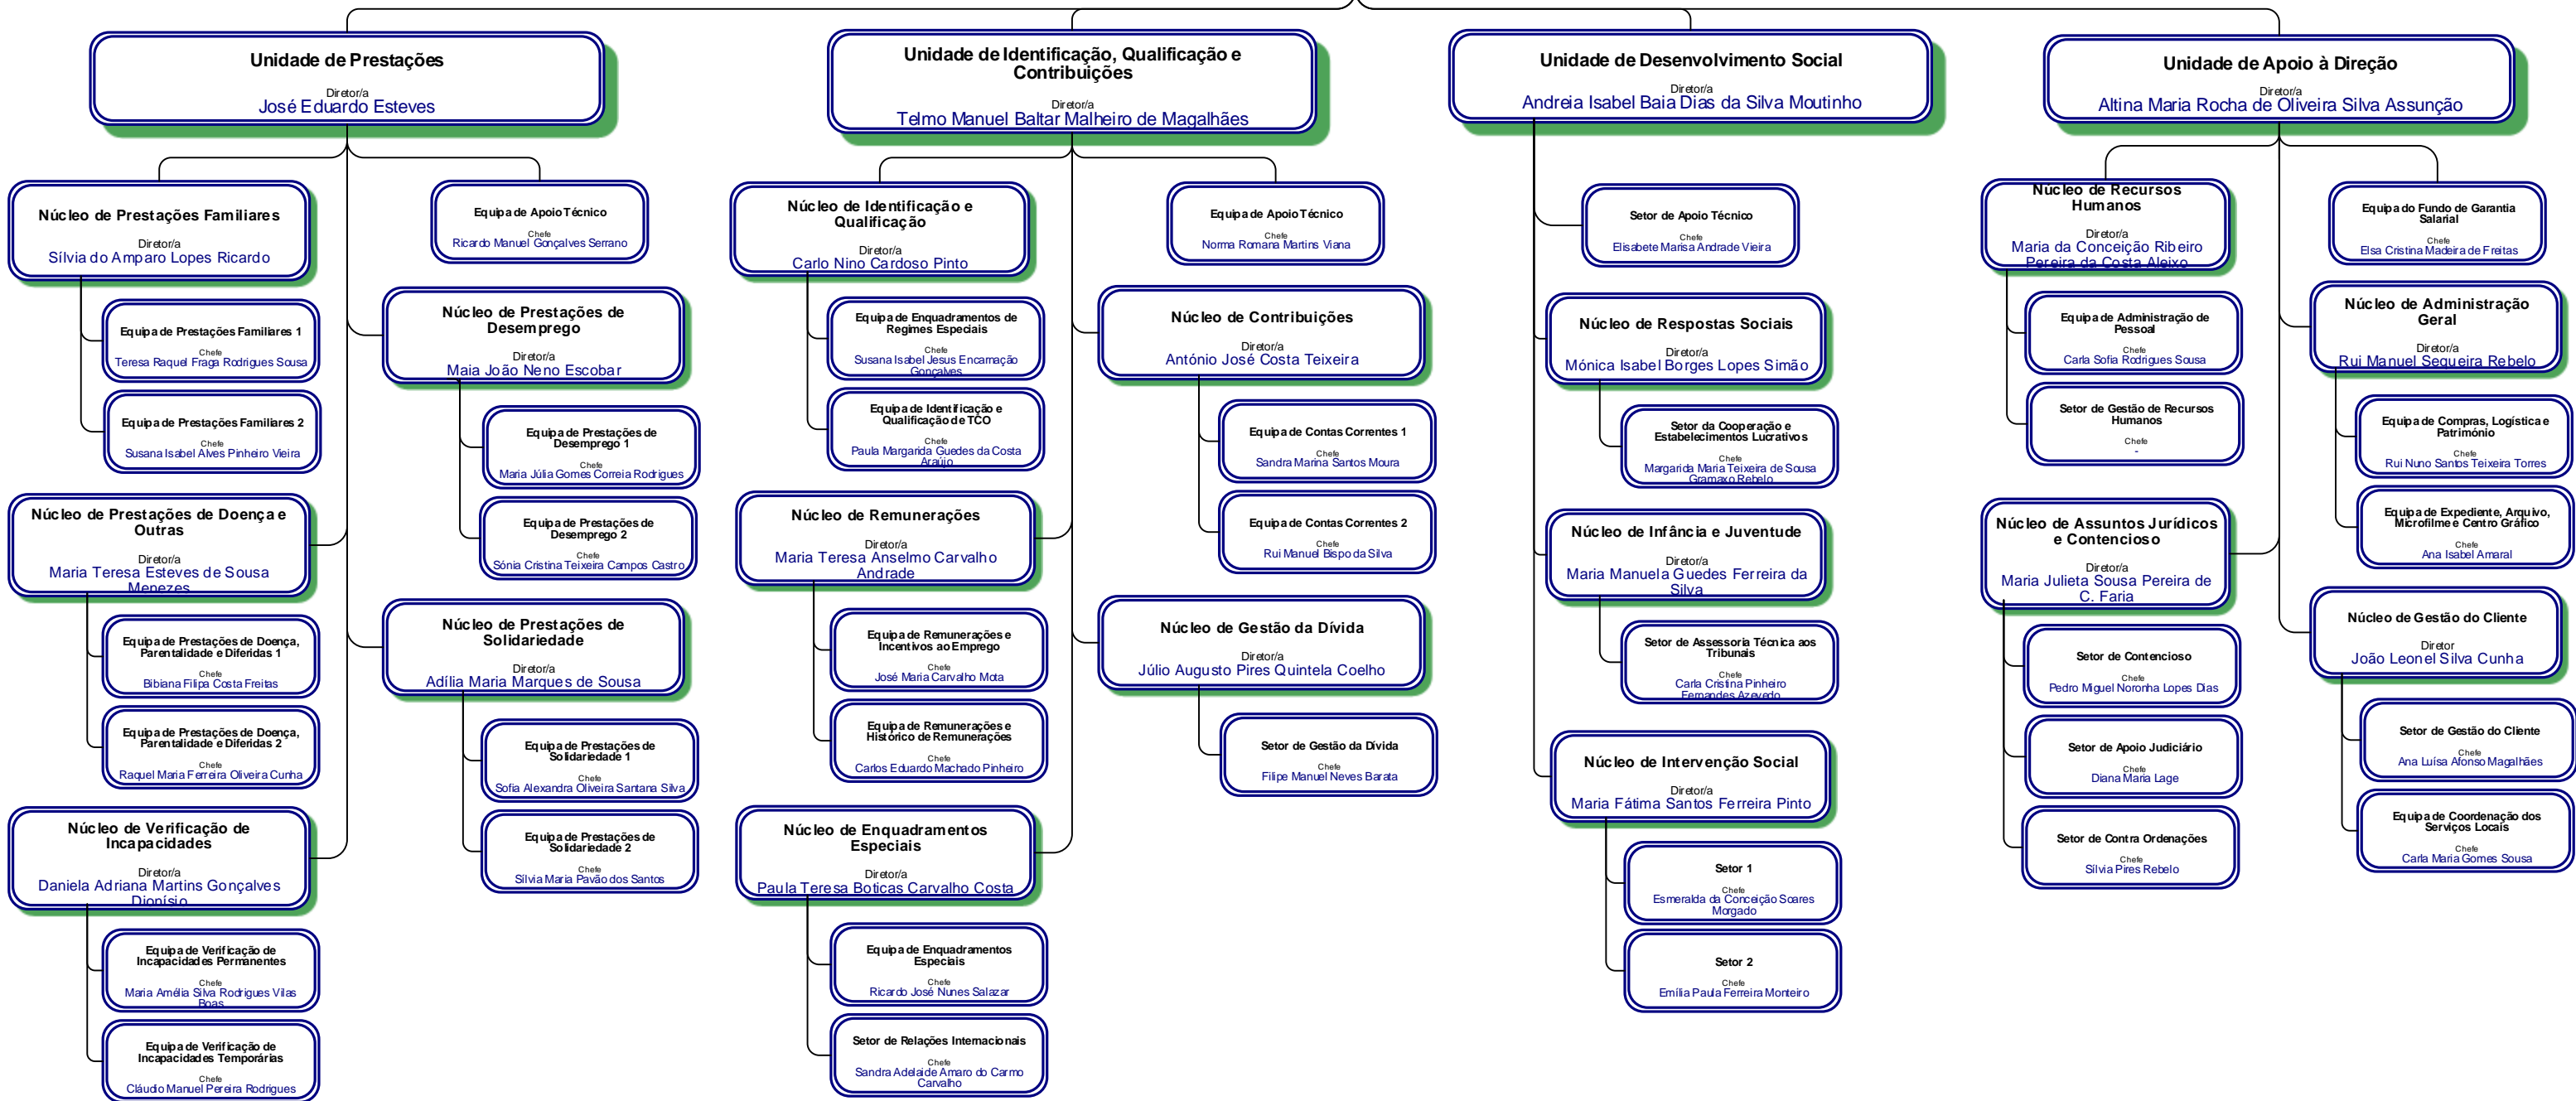 Unidade de Prestações
Diretor/a
José Eduardo Esteves
Núcleo de Prestações Familiares
Diretor/a
Sílvia do Amparo Lopes Ricardo
Equipa de Prestações Familiares 1
Chefe
Teresa Raquel Fraga Rodrigues Sousa
Equipa de Prestações Familiares 2
Chefe
Susana Isabel Alves Pinheiro Vieira
Núcleo de Prestações de Doença e
Outras
Diretor/a
Maria Teresa Esteves de Sousa
Menezes
Equipa de Prestações de Doença,
Parentalidade e Diferidas 1
Chefe
Bibiana Filipa Costa Freitas
Equipa de Prestações de Doença,
Parentalidade e Diferidas 2
Chefe
Raquel Maria Ferreira Oliveira Cunha
Núcleo de Verificação de
Incapacidades
Diretor/a
Daniela Adriana Martins Gonçalves
Dionísio
Equipa de Verificação de
Incapacidades Permanentes
Chefe
Maria Amélia Silva Rodrigues Vilas
Boas
Equipa de Verificação de
Incapacidades Temporárias
Chefe
Cláudio Manuel Pereira Rodrigues
Equipa de Apoio Técnico
Chefe
Ricardo Manuel Gonçalves Serrano
Núcleo de Prestações de
Desemprego
Diretor/a
Maia João Neno Escobar
Equipa de Prestações de
Desemprego 1
Chefe
Maria Júlia Gomes Correia Rodrigues
Equipa de Prestações de
Desemprego 2
Chefe
Sónia Cristina Teixeira Campos Castro
Núcleo de Prestações de
Solidariedade
Diretor/a
Adília Maria Marques de Sousa
Equipa de Prestações de
Solidariedade 1
Chefe
Sofia Alexandra Oliveira Santana Silva
Equipa de Prestações de
Solidariedade 2
Chefe
Sílvia Maria Pavão dos Santos
Unidade de Identificação, Qualificação e
Contribuições
Diretor/a
Telmo Manuel Baltar Malheiro de Magalhães
Núcleo de Identificação e
Qualificação
Diretor/a
Carlo Nino Cardoso Pinto
Equipa de Enquadramentos de
Regimes Especiais
Chefe
Susana Isabel Jesus Encarnação
Gonçalves
Equipa de Identificação e
Qualificação de TCO
Chefe
Paula Margarida Guedes da Costa
Araújo
Núcleo de Remunerações
Diretor/a
Maria Teresa Anselmo Carvalho
Andrade
Equipa de Remunerações e
Incentivos ao Emprego
Chefe
José Maria Carvalho Mota
Equipa de Remunerações e
Histórico de Remunerações
Chefe
Carlos Eduardo Machado Pinheiro
Núcleo de Enquadramentos
Especiais
Diretor/a
Paula Teresa Boticas Carvalho Costa
Equipa de Enquadramentos
Especiais
Chefe
Ricardo José Nunes Salazar
Setor de Relações Internacionais
Chefe
Sandra Adelaide Amaro do Carmo
Carvalho
Equipa de Apoio Técnico
Chefe
Norma Romana Martins Viana
Núcleo de Contribuições
Diretor/a
António José Costa Teixeira
Equipa de Contas Correntes 1
Chefe
Sandra Marina Santos Moura
Equipa de Contas Correntes 2
Chefe
Rui Manuel Bispo da Silva
Núcleo de Gestão da Dívida
Diretor/a
Júlio Augusto Pires Quintela Coelho
Setor de Gestão da Dívida
Chefe
Filipe Manuel Neves Barata
Unidade de Desenvolvimento Social
Diretor/a
Andreia Isabel Baia Dias da Silva Moutinho
Setor de Apoio Técnico
Chefe
Elisabete Marisa Andrade Vieira
Núcleo de Respostas Sociais
Diretor/a
Mónica Isabel Borges Lopes Simão
Setor da Cooperação e
Estabelecimentos Lucrativos
Chefe
Margarida Maria Teixeira de Sousa
Gramaxo Rebelo
Núcleo de Infância e Juventude
Diretor/a
Maria Manuela Guedes Ferreira da
Silva
Setor de Assessoria Técnica aos
Tribunais
Chefe
Carla Cristina Pinheiro
Fernandes Azevedo
Núcleo de Intervenção Social
Diretor/a
Maria Fátima Santos Ferreira Pinto
Setor 1
Chefe
Esmeralda da Conceição Soares
Morgado
Setor 2
Chefe
Emília Paula Ferreira Monteiro
Unidade de Apoio à Direção
Diretor/a
Altina Maria Rocha de Oliveira Silva Assunção
Núcleo de Recursos
Humanos
Diretor/a
Maria da Conceição Ribeiro
Pereira da Costa Aleixo
Equipa de Administração de
Pessoal
Chefe
Carla Sofia Rodrigues Sousa
Setor de Gestão de Recursos
Humanos
Chefe
-
Núcleo de Assuntos Jurídicos
e Contencioso
Diretor/a
Maria Julieta Sousa Pereira de
C. Faria
Setor de Contencioso
Chefe
Pedro Miguel Noronha Lopes Dias
Setor de Apoio Judiciário
Chefe
Diana Maria Lage
Setor de Contra Ordenações
Chefe
Sílvia Pires Rebelo
Equipa do Fundo de Garantia
Salarial
Chefe
Elsa Cristina Madeira de Freitas
Núcleo de Administração
Geral
Diretor/a
Rui Manuel Sequeira Rebelo
Equipa de Compras, Logística e
Património
Chefe
Rui Nuno Santos Teixeira Torres
Equipa de Expediente, Arquivo,
Microfilme e Centro Gráfico
Chefe
Ana Isabel Amaral
Núcleo de Gestão do Cliente
Diretor
João Leonel Silva Cunha
Setor de Gestão do Cliente
Chefe
Ana Luísa Afonso Magalhães
Equipa de Coordenação dos
Serviços Locais
Chefe
Carla Maria Gomes Sousa